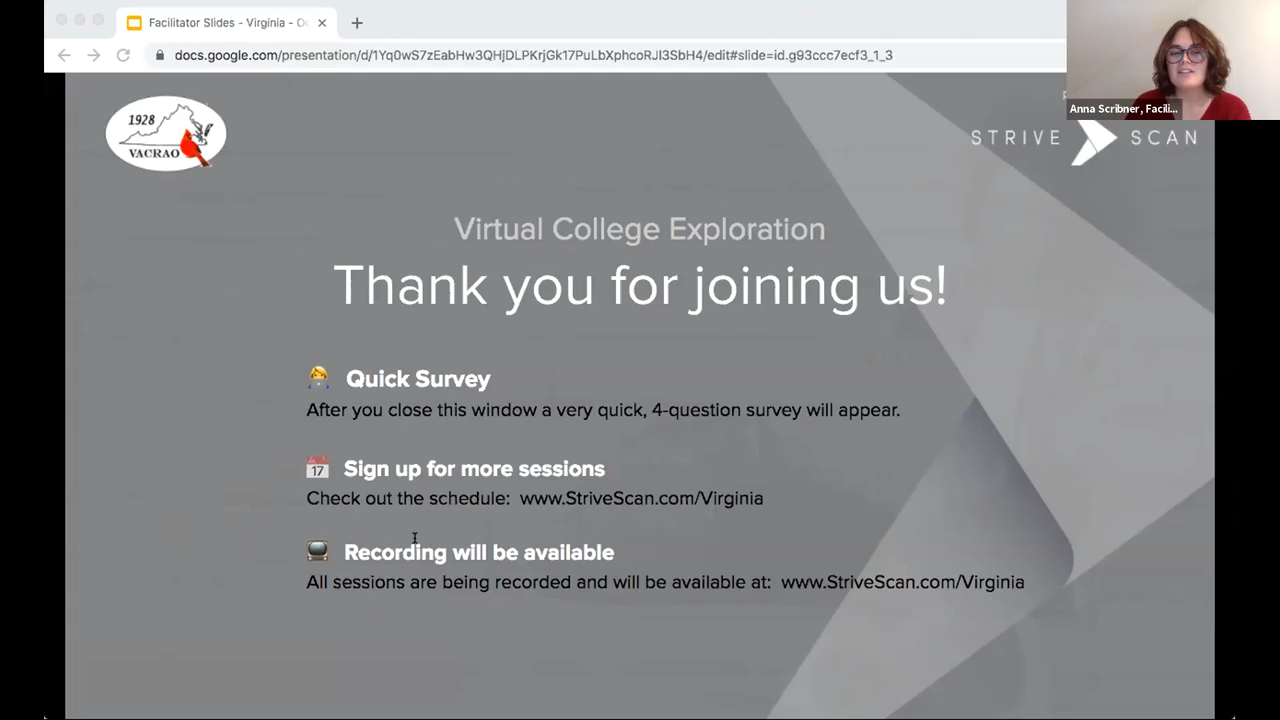 Facilitator Slides - Virginia - Oc
docs.google.com/presentation/d/1Yq0wS7zEabHw3QHjDLPKrjGk17PuLbXphcoRJI3SbH4/edit#slide=id.g93ccc7ecf3_1_3
Anna Scribner, Facili...
1928
VACRAO
STRIVE SCAN
Virtual College Exploration
Thank you for joining us!
Quick Survey
After you close this window a very quick, 4-question survey will appear.
17
Sign up for more sessions
Check out the schedule: www.StriveScan.com/Virginia
Recording will be available
All sessions are being recorded and will be available at: www.StriveScan.com/Virginia